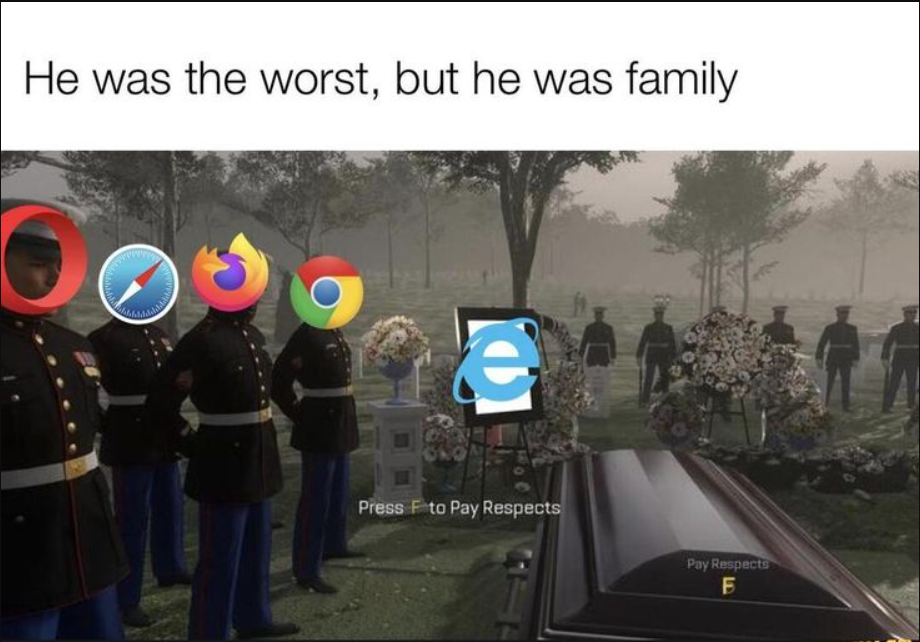 He was the worst, but he was family
Press F to Pay Respects
Pay Respects
F